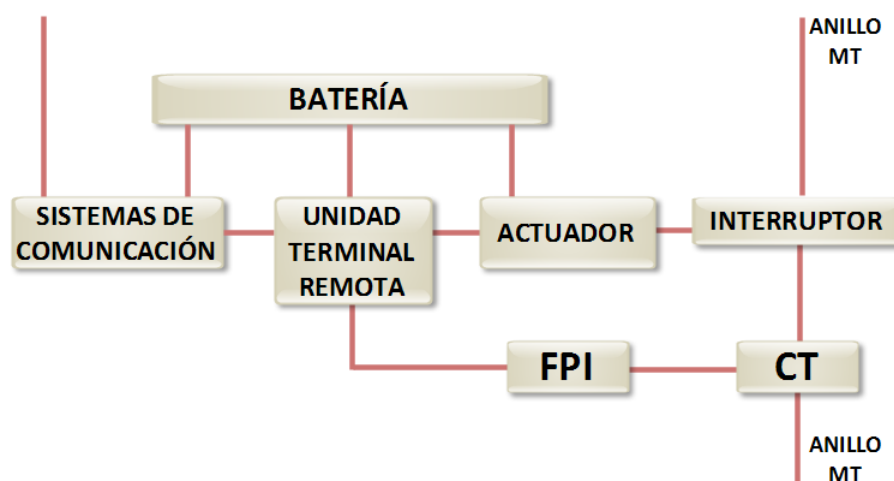 ANILLO
MT
BATERÍA
SISTEMAS DE
COMUNICACIÓN
UNIDAD
TERMINAL
REMOTA
ACTUADOR
INTERRUPTOR
FPI
CT
ANILLO
MT